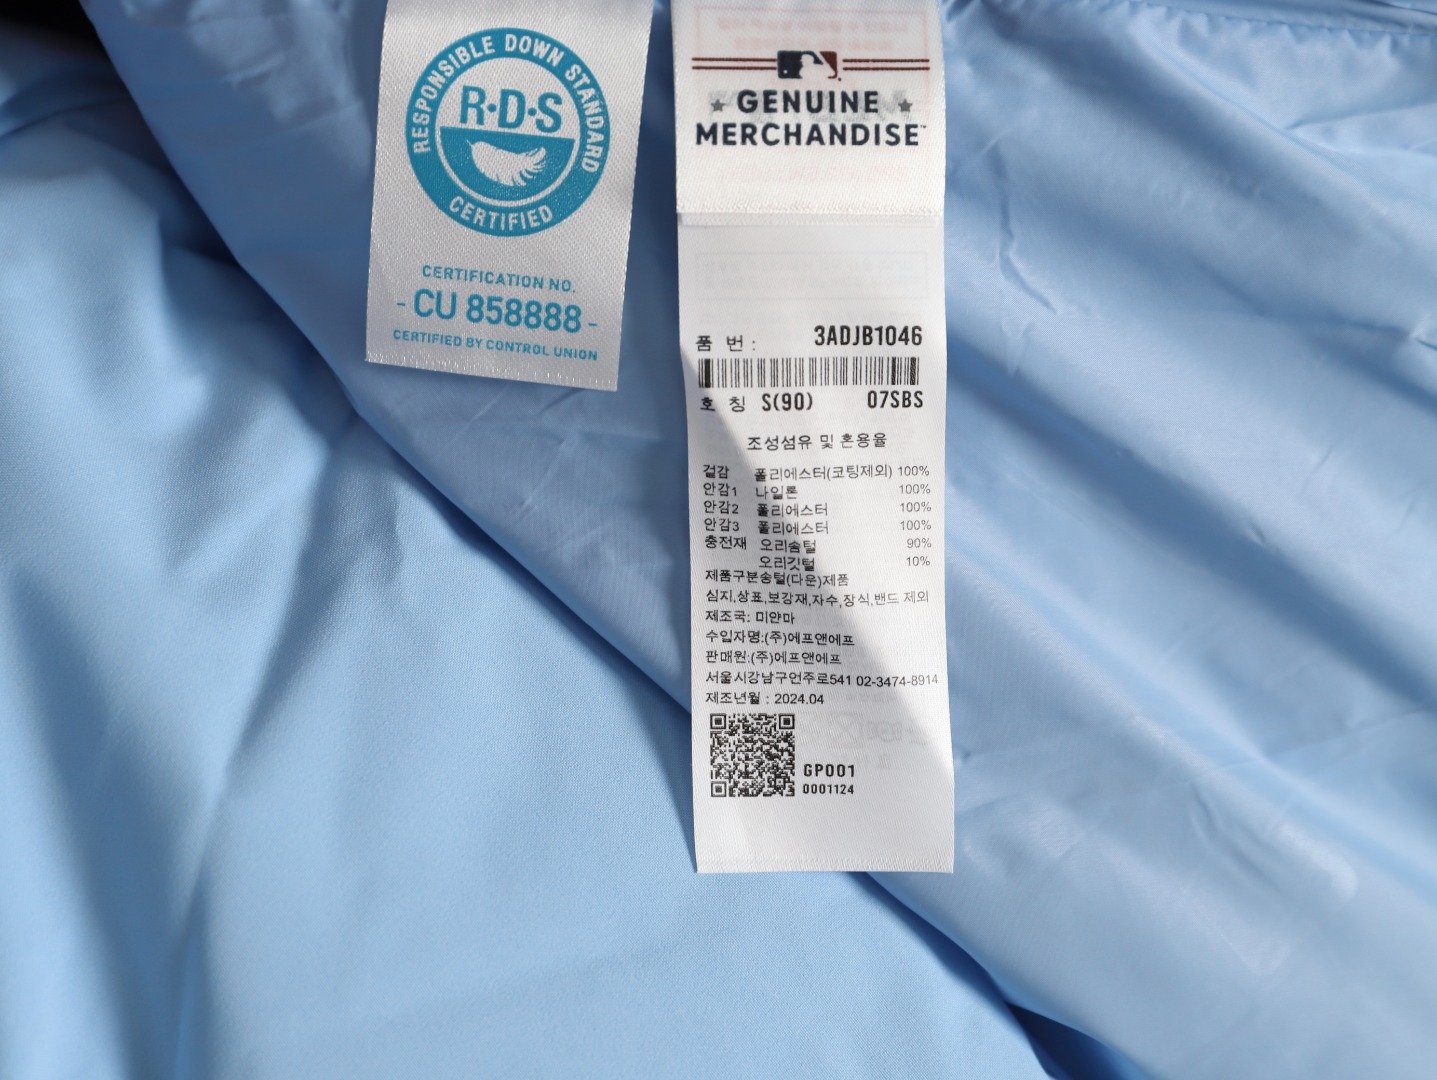 RESPONSIBLE DOWN STANDARD
R·D·S
CERTIFIED
CERTIFICATION NO.
- CU 858888 -
CERTIFIED BY CONTROL UNION
GENUINE
MERCHANDISE™
품 번 : 3ADJB1046
호 칭 S(90) 07SBS
조성섬유 및 혼용율
겉감 폴리에스터(코팅제외) 100%
안감1 나일론 100%
안감2 폴리에스터 100%
안감3 폴리에스터 100%
충전재 오리솜털 90%
오리깃털 10%
제품구분솜털(다운)제품
심지,상표,보강재,자수,장식,밴드 제외
제조국: 미얀마
수입자명:(주)에프앤에프
판매원:(주)에프앤에프
서울시강남구언주로541 02-3474-8914
제조년월 : 2024.04
GP001
0001124